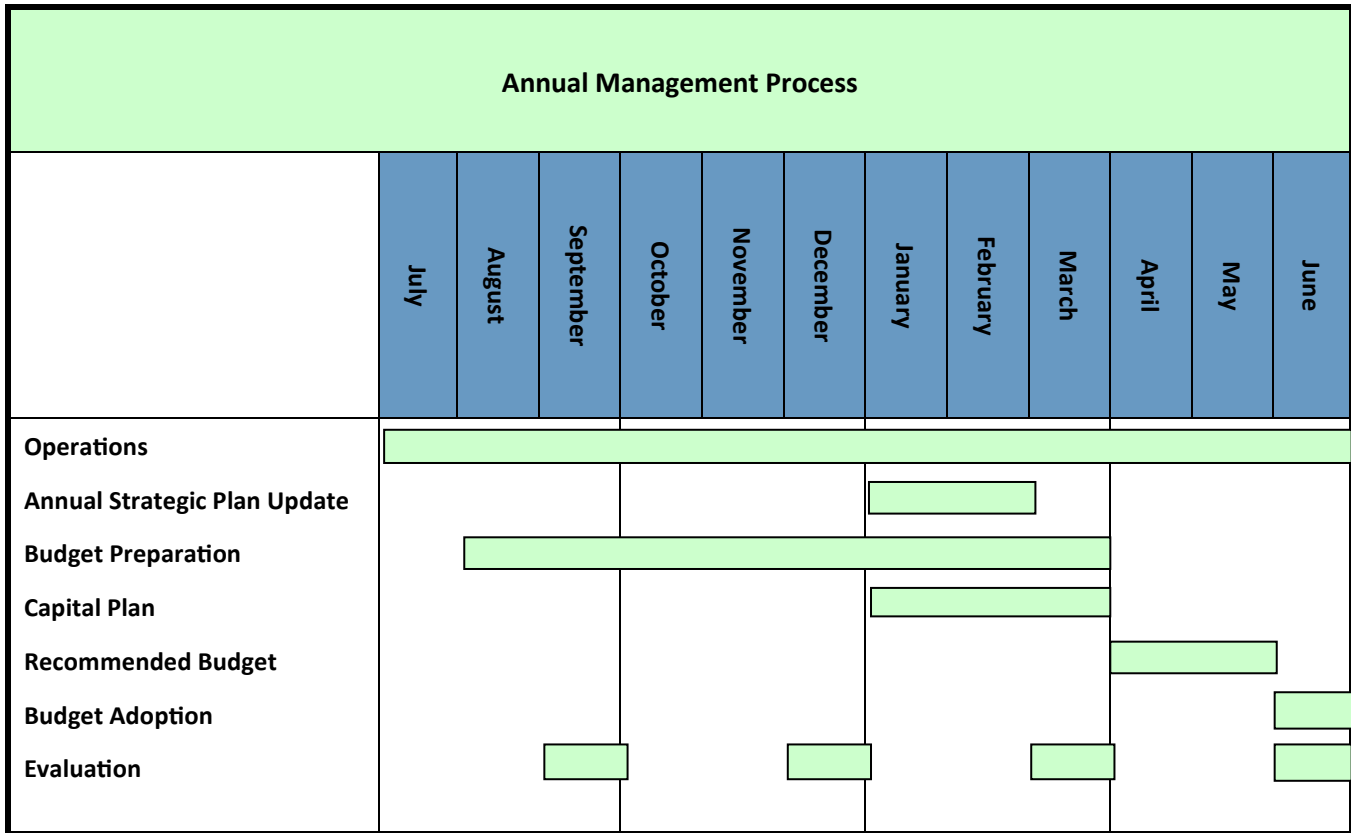 Annual Management Process
July
August
September
October
November
December
January
February
March
April
May
June
Operations
Annual Strategic Plan Update
Budget Preparation
Capital Plan
Recommended Budget
Budget Adoption
Evaluation